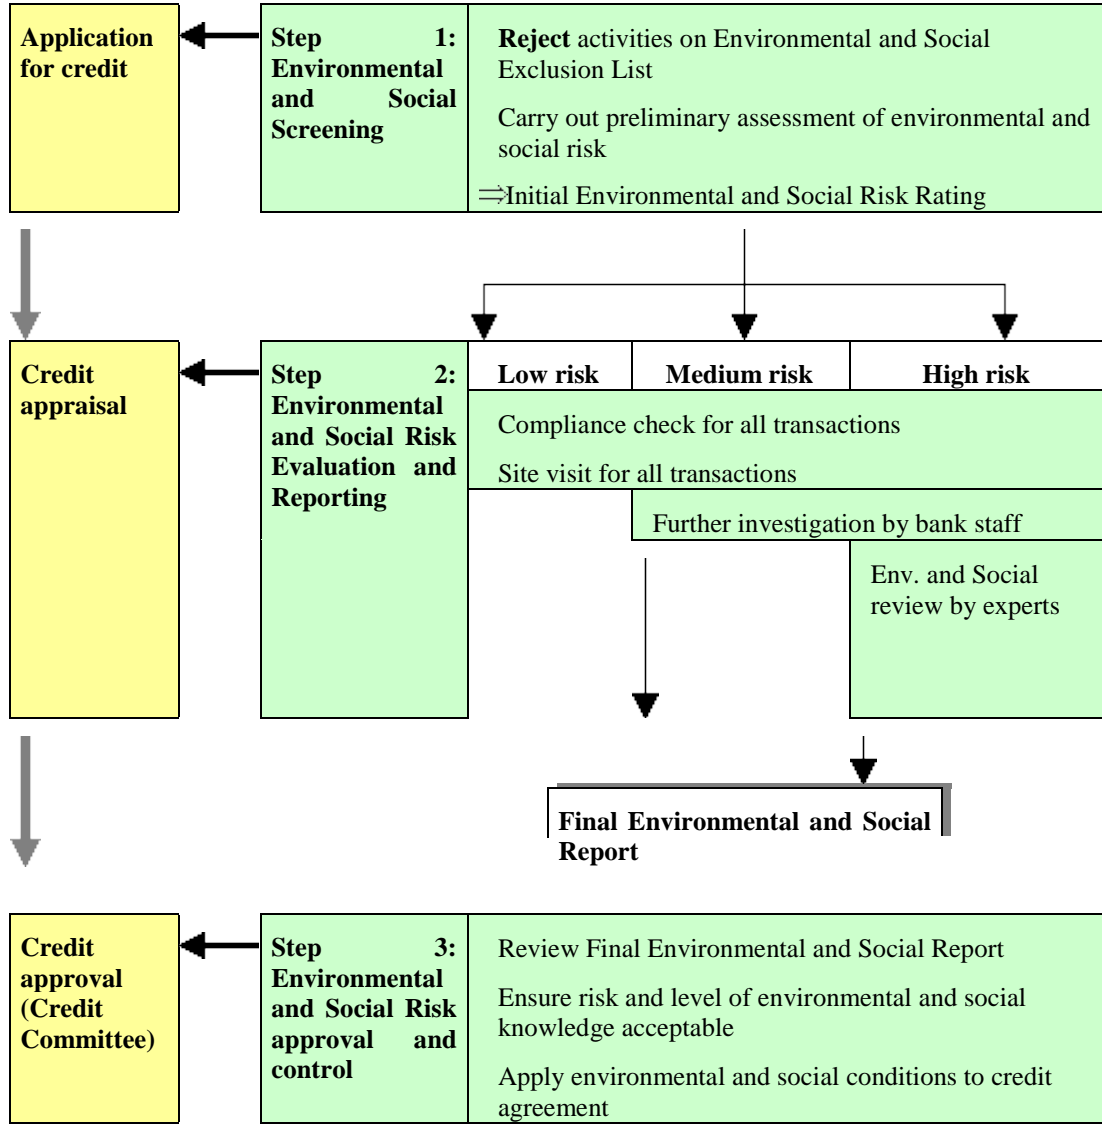 Application
for credit
Step 1:
Environmental
and Social
Screening
Reject activities on Environmental and Social
Exclusion List
Carry out preliminary assessment of environmental and
social risk
⇒Initial Environmental and Social Risk Rating
Credit
appraisal
Step 2:
Environmental
and Social Risk
Evaluation and
Reporting
Low risk
Medium risk
High risk
Compliance check for all transactions
Site visit for all transactions
Further investigation by bank staff
Env. and Social
review by experts
Final Environmental and Social
Report
Credit
approval
(Credit
Committee)
Step 3:
Environmental
and Social Risk
approval and
control
Review Final Environmental and Social Report
Ensure risk and level of environmental and social
knowledge acceptable
Apply environmental and social conditions to credit
agreement